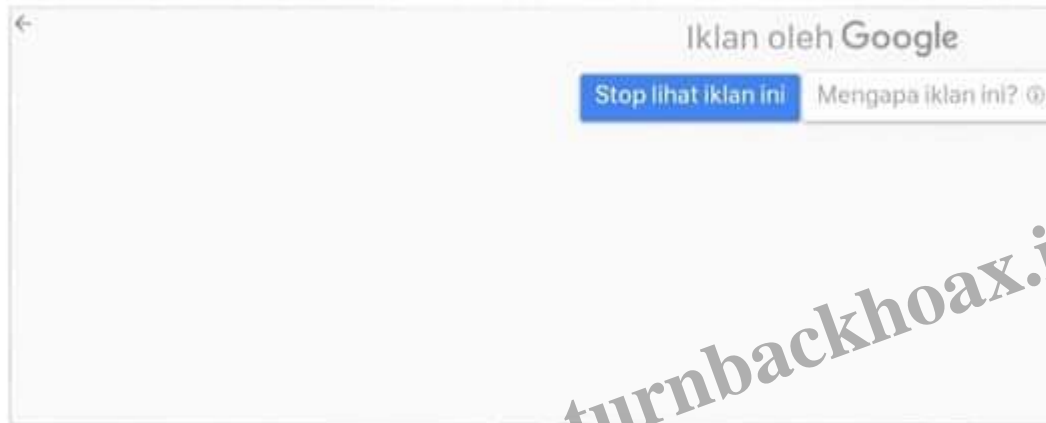 Iklan oleh Google
Stop lihat iklan ini
Mengapa iklan ini?
turnbackhoax.i